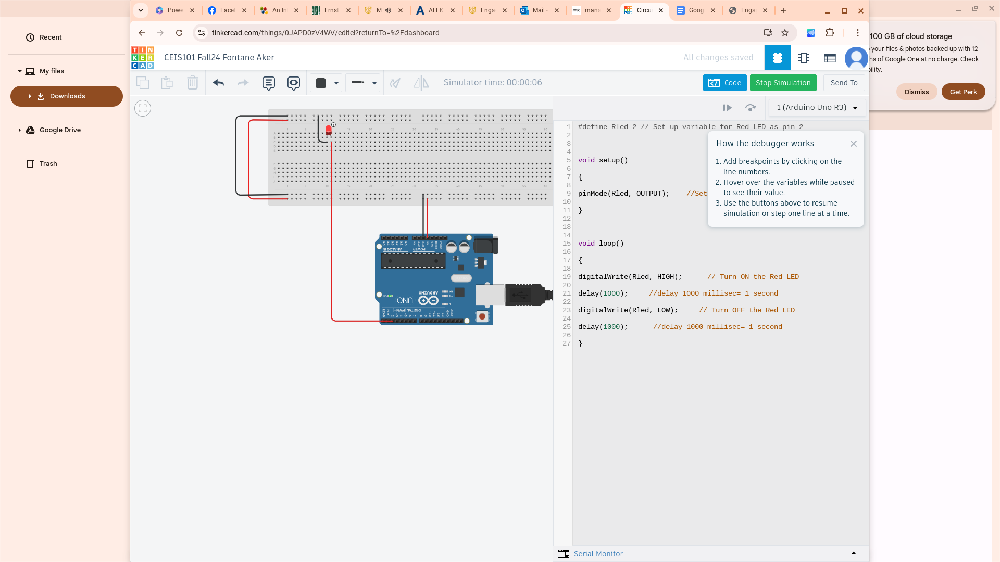 Recent
My files
Downloads
Google Drive
Trash
Powe
Facel
An In
Ernst
M
ALEK
Enga
Mail -
WIX mana
Circu
Goog
Enga
tinkercad.com/things/0JAPD0zV4WV/editel?returnTo=%2Fdashboard
TINKERCAD
CEIS101 Fall24 Fontane Aker
All changes saved
Simulator time: 00:00:06
Code
Stop Simulation
Send To
1 (Arduino Uno R3)
1 #define Rled 2 // Set up variable for Red LED as pin 2
2
3
4
5 void setup()
6
7 {
8
9 pinMode(Rled, OUTPUT); //Set
10
11 }
12
13
14
15 void loop()
16
17 {
18
19 digitalWrite(Rled, HIGH); // Turn ON the Red LED
20
21 delay(1000); //delay 1000 millisec= 1 second
22
23 digitalWrite(Rled, LOW); // Turn OFF the Red LED
24
25 delay(1000); //delay 1000 millisec= 1 second
26
27 }
How the debugger works
1. Add breakpoints by clicking on the
line numbers.
2. Hover over the variables while paused
to see their value.
3. Use the buttons above to resume
simulation or step one line at a time.
ANALOG IN
POWER
ARDUINO
UNO
DIGITAL (PWM~)
Serial Monitor
100 GB of cloud storage
your files & photos backed up with 12
hs of Google One at no charge. Check
bility.
Dismiss
Get Perk